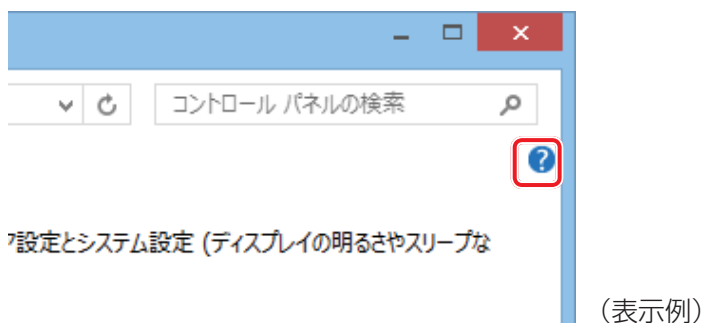 コントロール パネルの検索
?
ア設定とシステム設定 (ディスプレイの明るさやスリープな
（表示例）